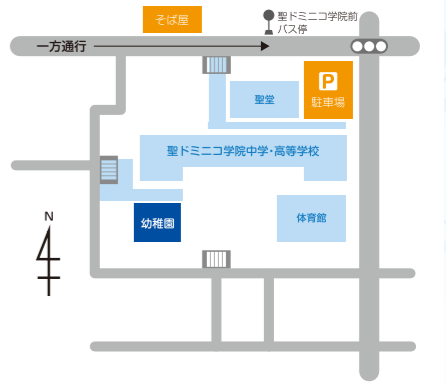 そば屋
聖ドミニコ学院前
バス停
一方通行
P
駐車場
聖堂
聖ドミニコ学院中学・高等学校
幼稚園
体育館
N